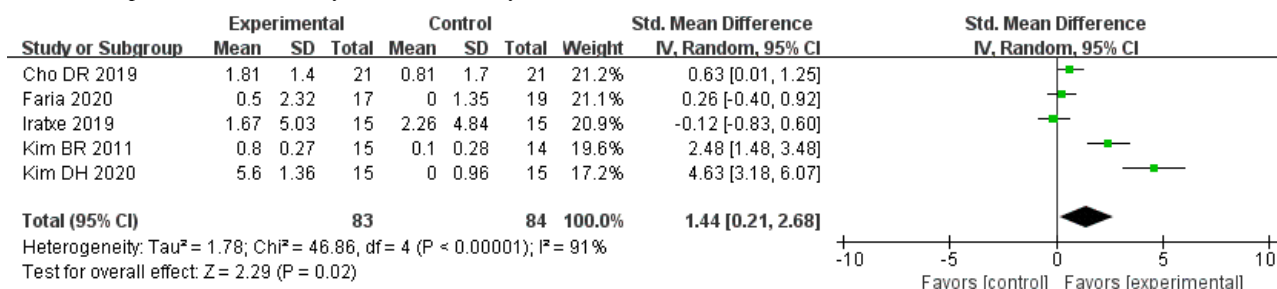 Experimental Control Std. Mean Difference Std. Mean Difference
Study or Subgroup Mean SD Total Mean SD Total Weight IV, Random, 95% CI IV, Random, 95% CI
Cho DR 2019 1.81 1.4 21 0.81 1.7 21 21.2% 0.63 [0.01, 1.25]
Faria 2020 0.5 2.32 17 0 1.35 19 21.1% 0.26 [-0.40, 0.92]
Iratxe 2019 1.67 5.03 15 2.26 4.84 15 20.9% -0.12 [-0.83, 0.60]
Kim BR 2011 0.8 0.27 15 0.1 0.28 14 19.6% 2.48 [1.48, 3.48]
Kim DH 2020 5.6 1.36 15 0 0.96 15 17.2% 4.63 [3.18, 6.07]
Total (95% CI) 83 84 100.0% 1.44 [0.21, 2.68]
Heterogeneity: Tau² = 1.78; Chi² = 46.86, df = 4 (P < 0.00001); I² = 91%
Test for overall effect: Z = 2.29 (P = 0.02)
-10 -5 0 5 10
Favors [control] Favors [experimental]